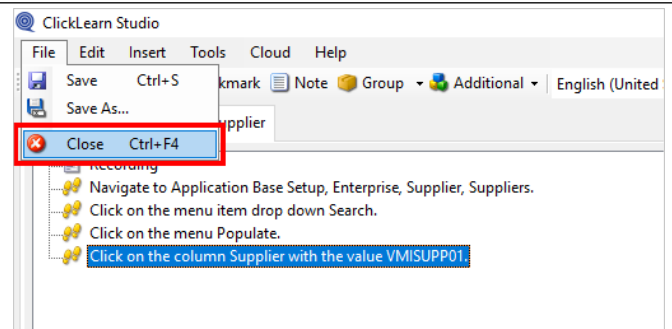 ClickLearn Studio
File Edit Insert Tools Cloud Help
Save Ctrl+S kmark Note Group Additional English (United
Save As...
upplier
Close Ctrl+F4
Recording
Navigate to Application Base Setup, Enterprise, Supplier, Suppliers.
Click on the menu item drop down Search.
Click on the menu Populate.
Click on the column Supplier with the value VMISUPP01.